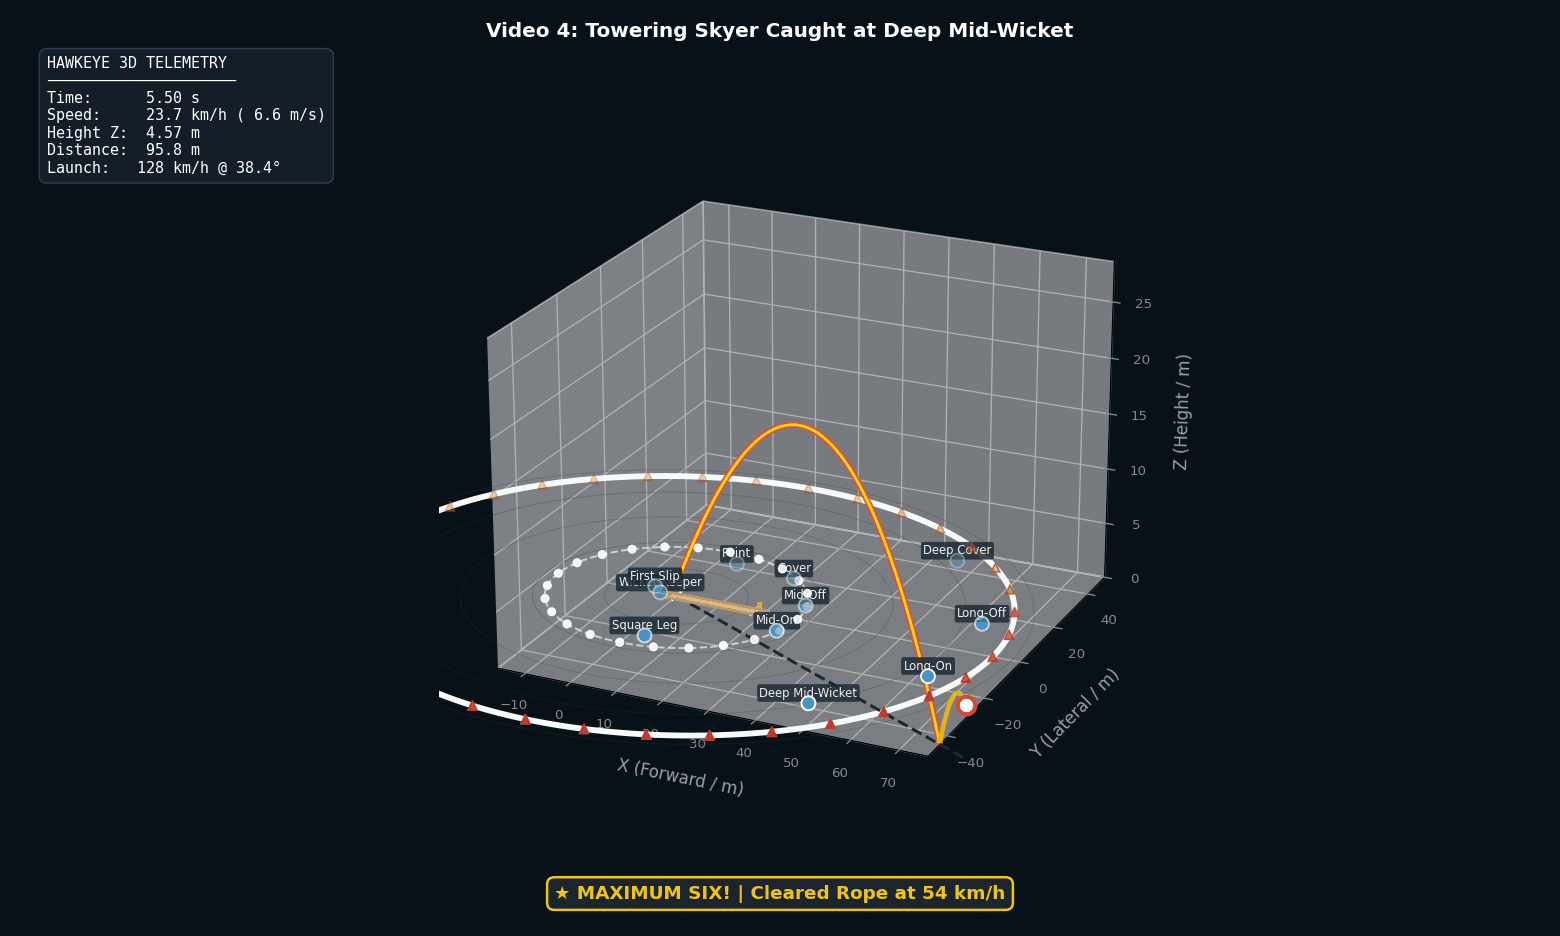 Video 4: Towering Skyer Caught at Deep Mid-Wicket
HAWKEYE 3D TELEMETRY
Time: 5.50 s
Speed: 23.7 km/h ( 6.6 m/s)
Height Z: 4.57 m
Distance: 95.8 m
Launch: 128 km/h @ 38.4°
25
20
15
10
5
0
Z (Height / m)
Point
Deep Cover
Cover
First Slip
Mid-Off
Long-Off
Mid-On
Square Leg
Long-On
Deep Mid-Wicket
40
20
0
−20
−40
Y (Lateral / m)
−10
0
10
20
30
40
50
60
70
X (Forward / m)
★ MAXIMUM SIX! | Cleared Rope at 54 km/h